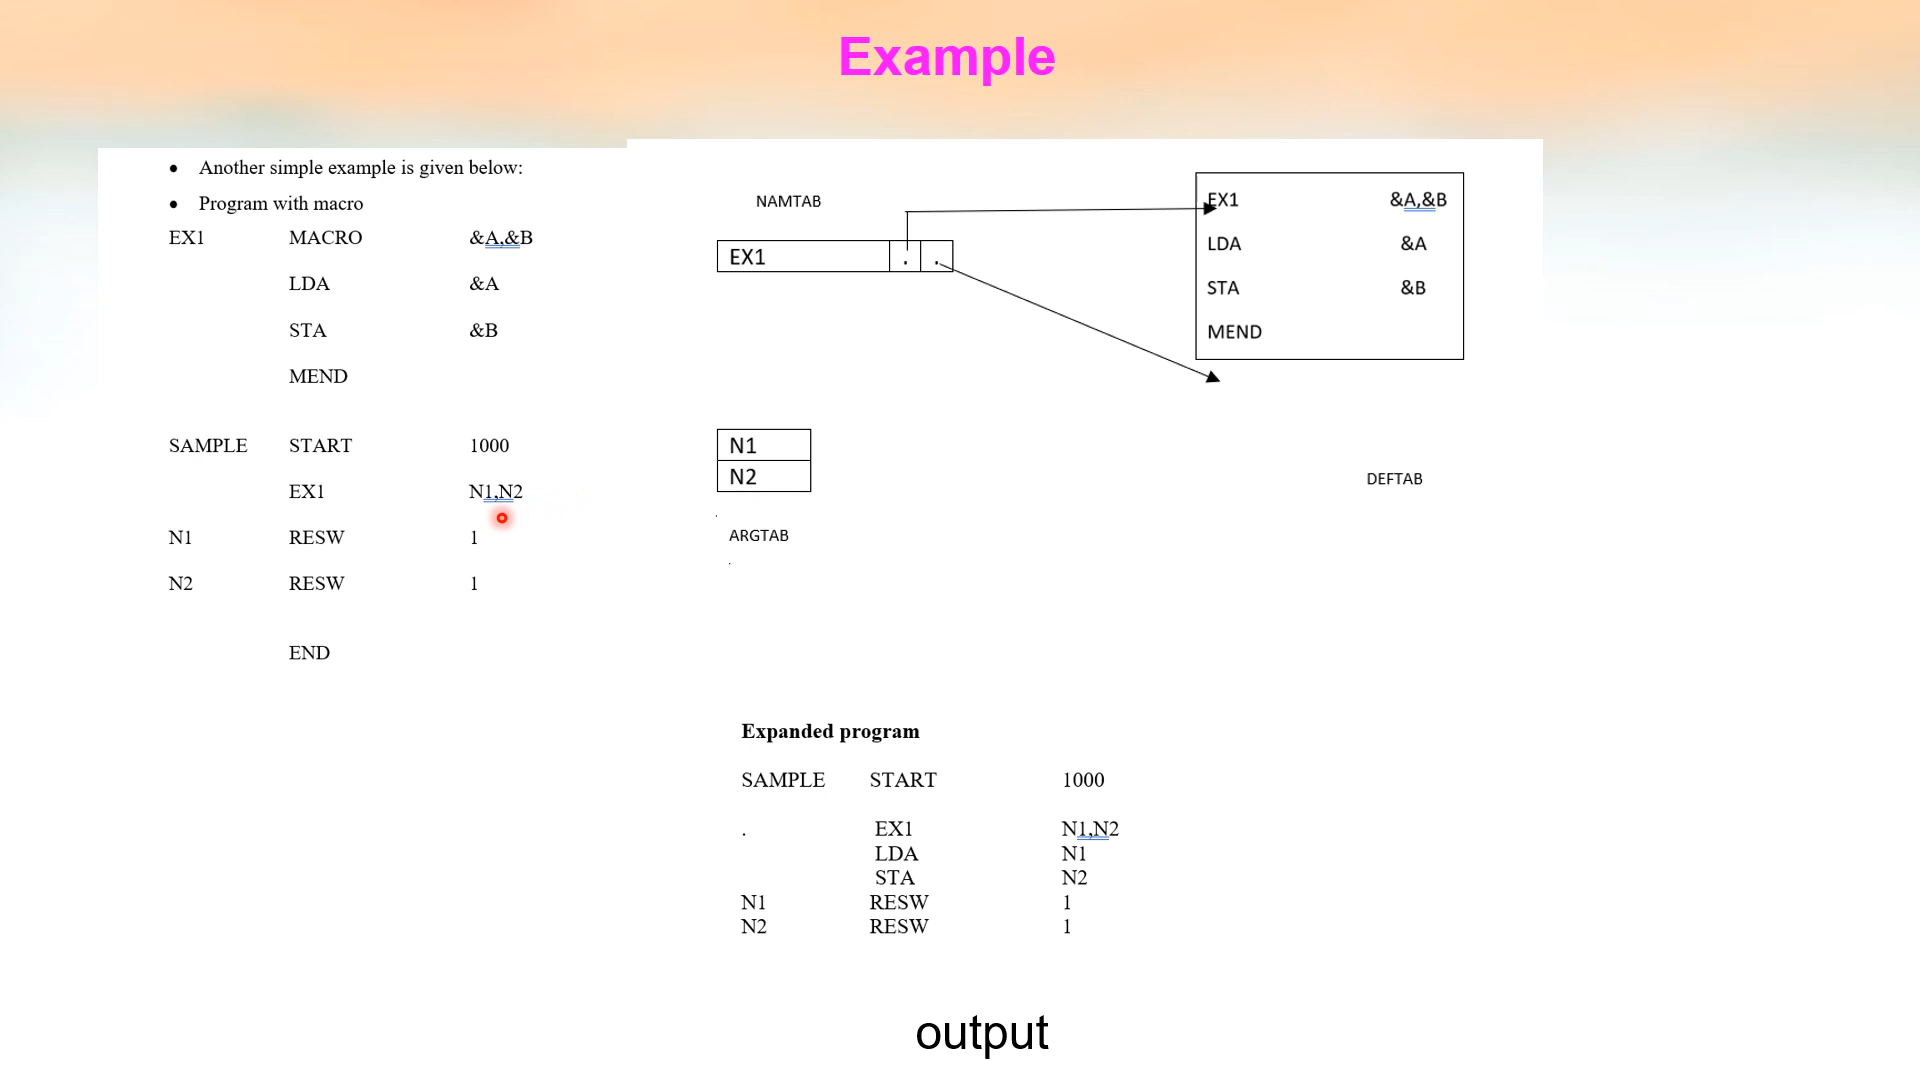 Example
• Another simple example is given below:
• Program with macro
EX1 MACRO &A,&B
LDA &A
STA &B
MEND
SAMPLE START 1000
EX1 N1,N2
N1 RESW 1
N2 RESW 1
END
NAMTAB
EX1 . .
EX1 &A,&B
LDA &A
STA &B
MEND
N1
N2
DEFTAB
.
ARGTAB
.
Expanded program
SAMPLE START 1000
. EX1 N1,N2
LDA N1
STA N2
N1 RESW 1
N2 RESW 1
output